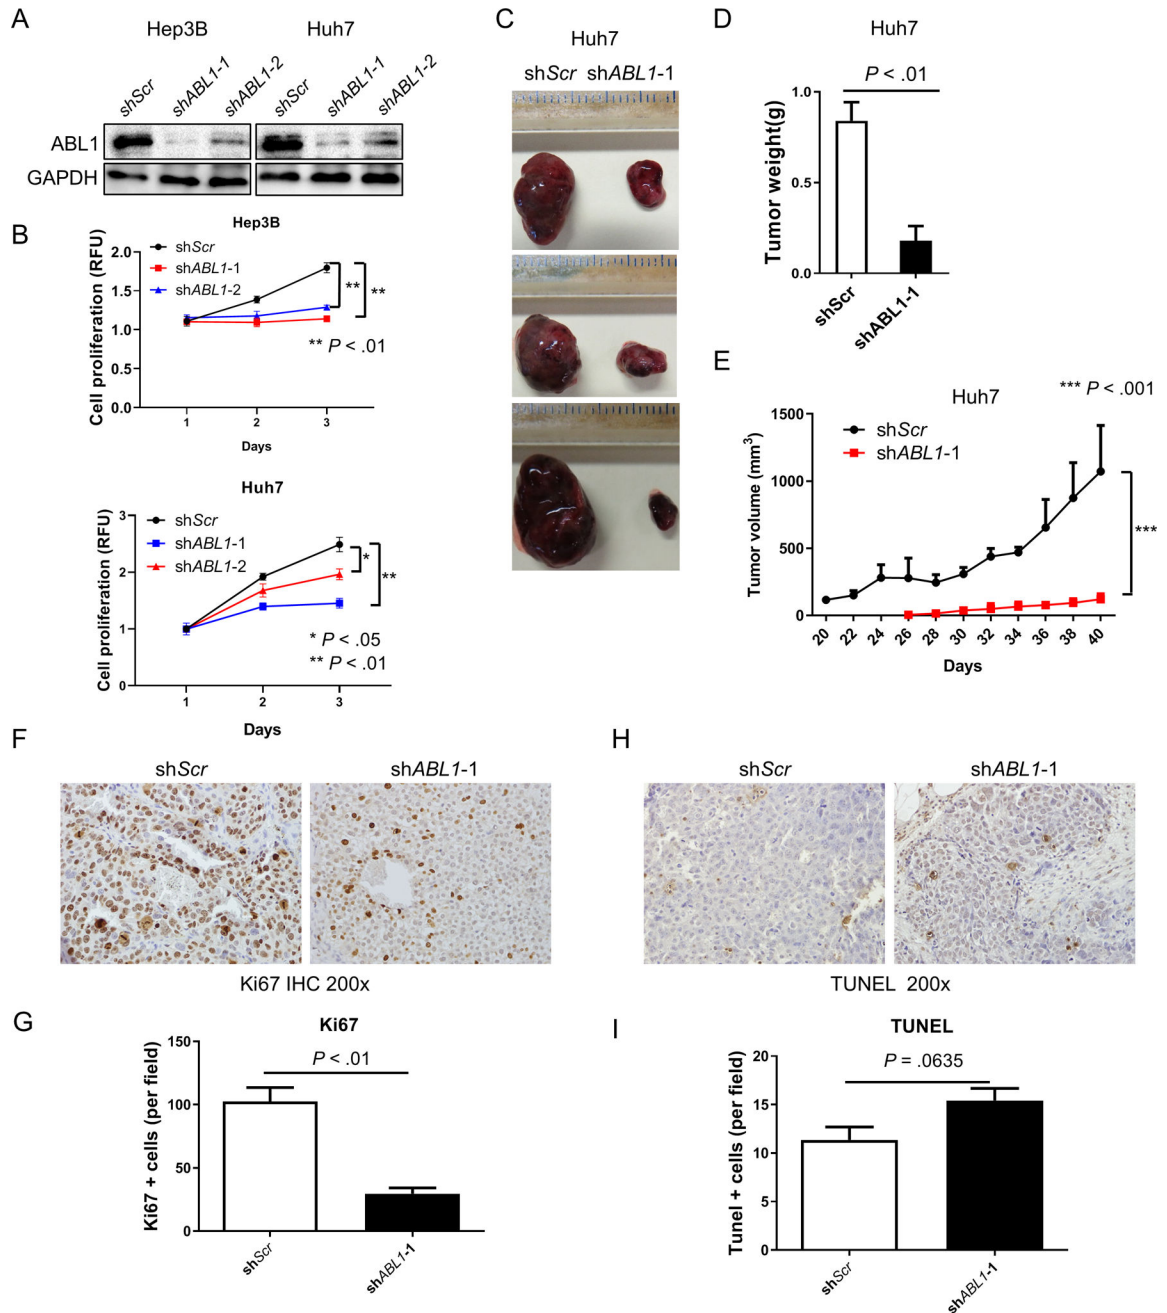 A
Hep3B Huh7
shScr shABL1-1 shABL1-2 shScr shABL1-1 shABL1-2
ABL1
GAPDH
B
Hep3B
Cell proliferation (RFU)
2.0
1.5
1.0
0.5
0.0
shScr
shABL1-1
shABL1-2
** **
** P < .01
1 2 3
Days
Huh7
Cell proliferation (RFU)
3
2
1
0
shScr
shABL1-1
shABL1-2
* **
* P < .05
** P < .01
1 2 3
Days
C
Huh7
shScr shABL1-1
D
Huh7
P < .01
Tumor weight(g)
1.0
0.5
0.0
shScr shABL1-1
E
*** P < .001
Huh7
Tumor volume (mm3)
1500
1000
500
0
shScr
shABL1-1
***
20 22 24 26 28 30 32 34 36 38 40
Days
F
shScr shABL1-1
Ki67 IHC 200x
G
Ki67
P < .01
Ki67 + cells (per field)
150
100
50
0
shScr shABL1-1
H
shScr shABL1-1
TUNEL 200x
I
TUNEL
P = .0635
Tunel + cells (per field)
20
15
10
5
0
shScr shABL1-1